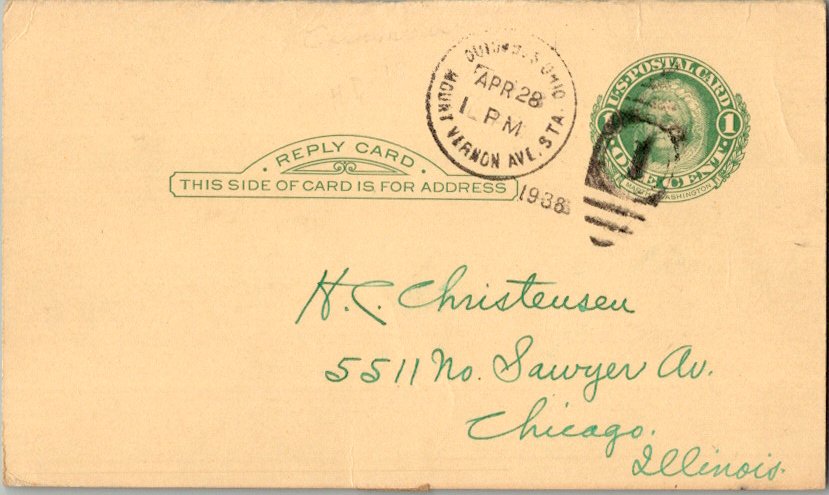 COLUMBUS, OHIO
MOUNT VERNON AVE. STA.
APR 28
1 PM
1938
U.S. POSTAL CARD
1 1
ONE CENT
WASHINGTON
REPLY CARD
THIS SIDE OF CARD IS FOR ADDRESS
H. C. Christensen
5511 No. Sawyer Av.
Chicago.
Illinois.